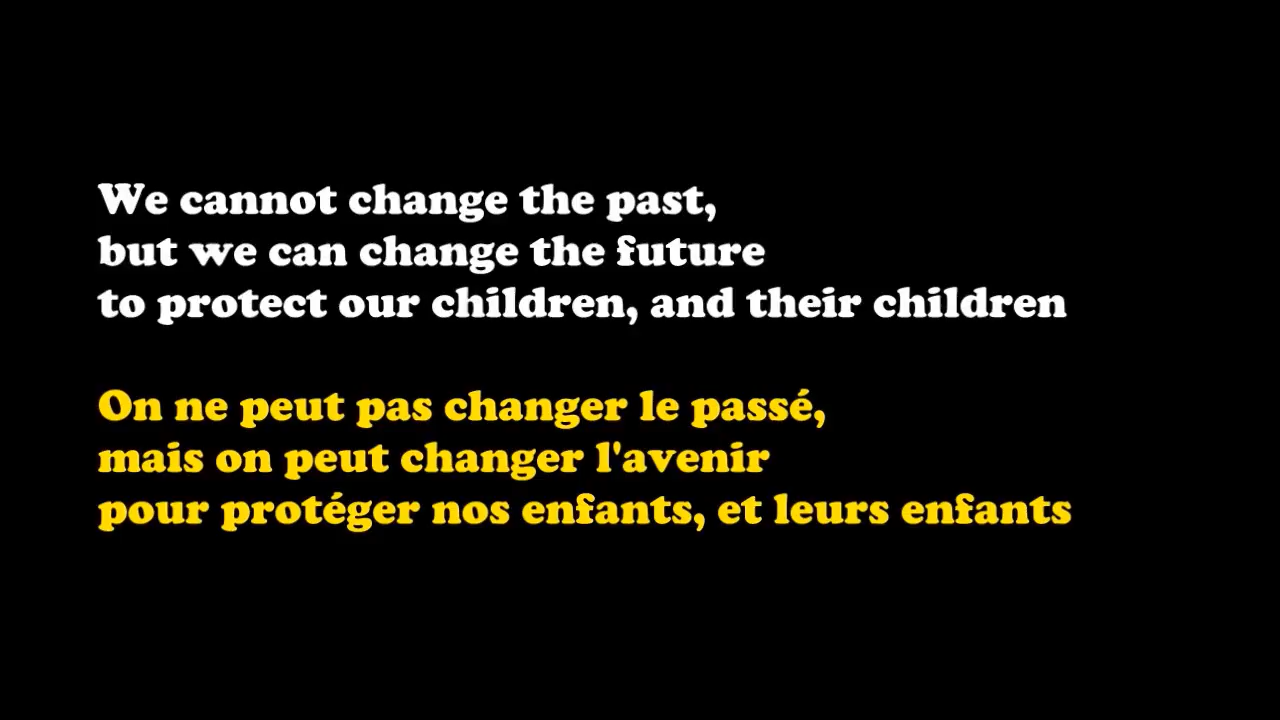 We cannot change the past,
but we can change the future
to protect our children, and their children
On ne peut pas changer le passé,
mais on peut changer l'avenir
pour protéger nos enfants, et leurs enfants